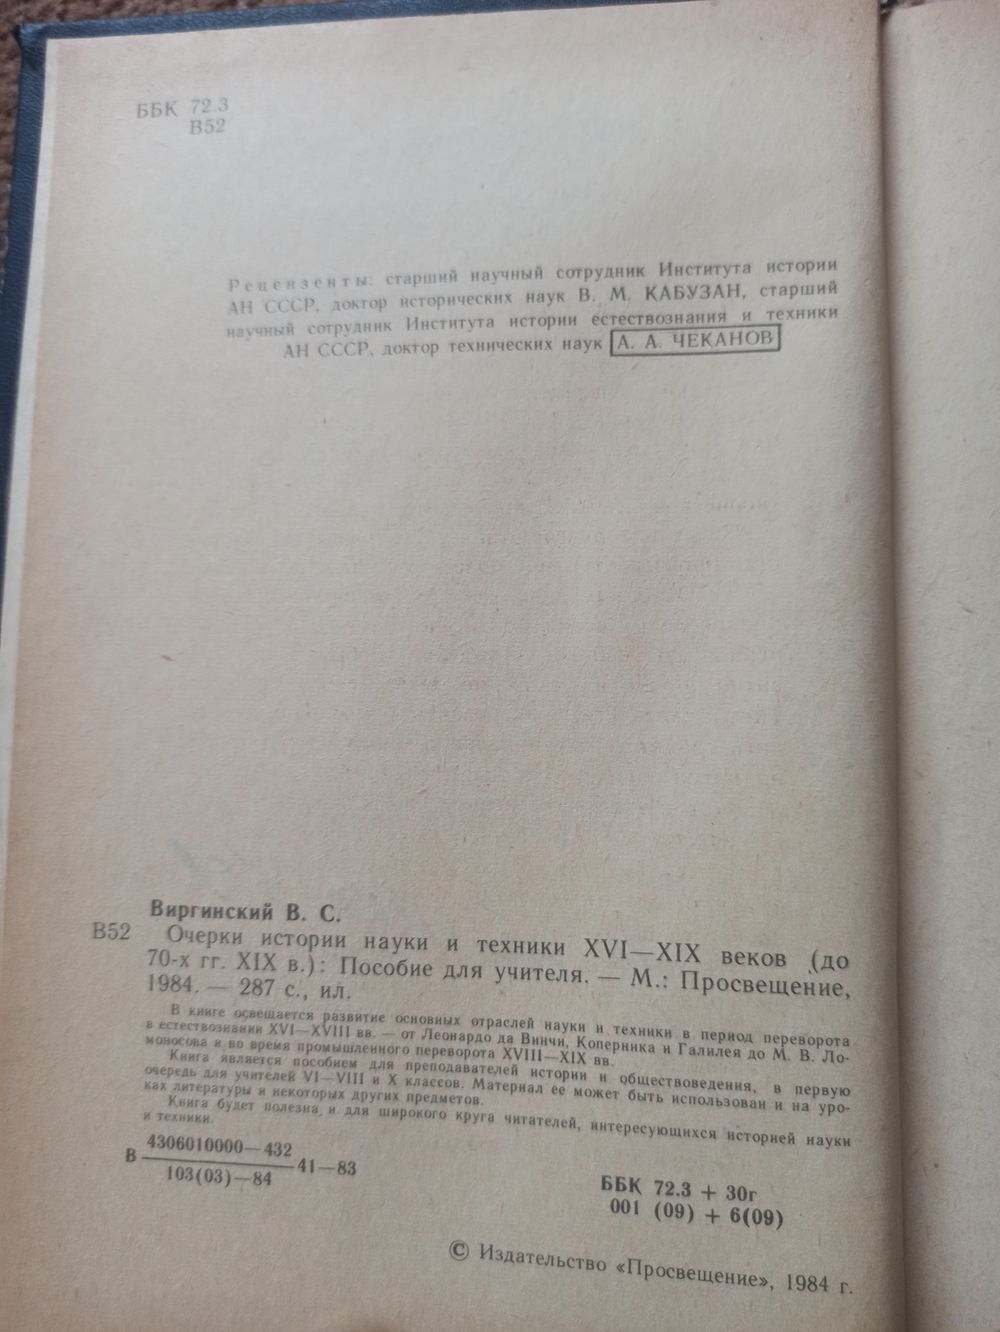 ББК 72.3
В52
Рецензенты: старший научный сотрудник Института истории
АН СССР, доктор исторических наук В. М. КАБУЗАН, старший
научный сотрудник Института истории естествознания и техники
АН СССР, доктор технических наук А. А. ЧЕКАНОВ
Виргинский В. С.
В52 Очерки истории науки и техники XVI—XIX веков (до
70-х гг. XIX в.): Пособие для учителя. — М.: Просвещение,
1984. — 287 с., ил.
В книге освещается развитие основных отраслей науки и техники в период переворота
в естествознании XVI—XVIII вв. — от Леонардо да Винчи, Коперника и Галилея до М. В. Ло-
моносова и во время промышленного переворота XVIII—XIX вв.
Книга является пособием для преподавателей истории и обществоведения, в первую
очередь для учителей VI—VIII и X классов. Материал ее может быть использован и на уро-
ках литературы и некоторых других предметов.
Книга будет полезна и для широкого круга читателей, интересующихся историей науки
и техники.
4306010000—432
В 41—83
103(03)—84
ББК 72.3 + 30г
001 (09) + 6(09)
© Издательство «Просвещение», 1984 г.